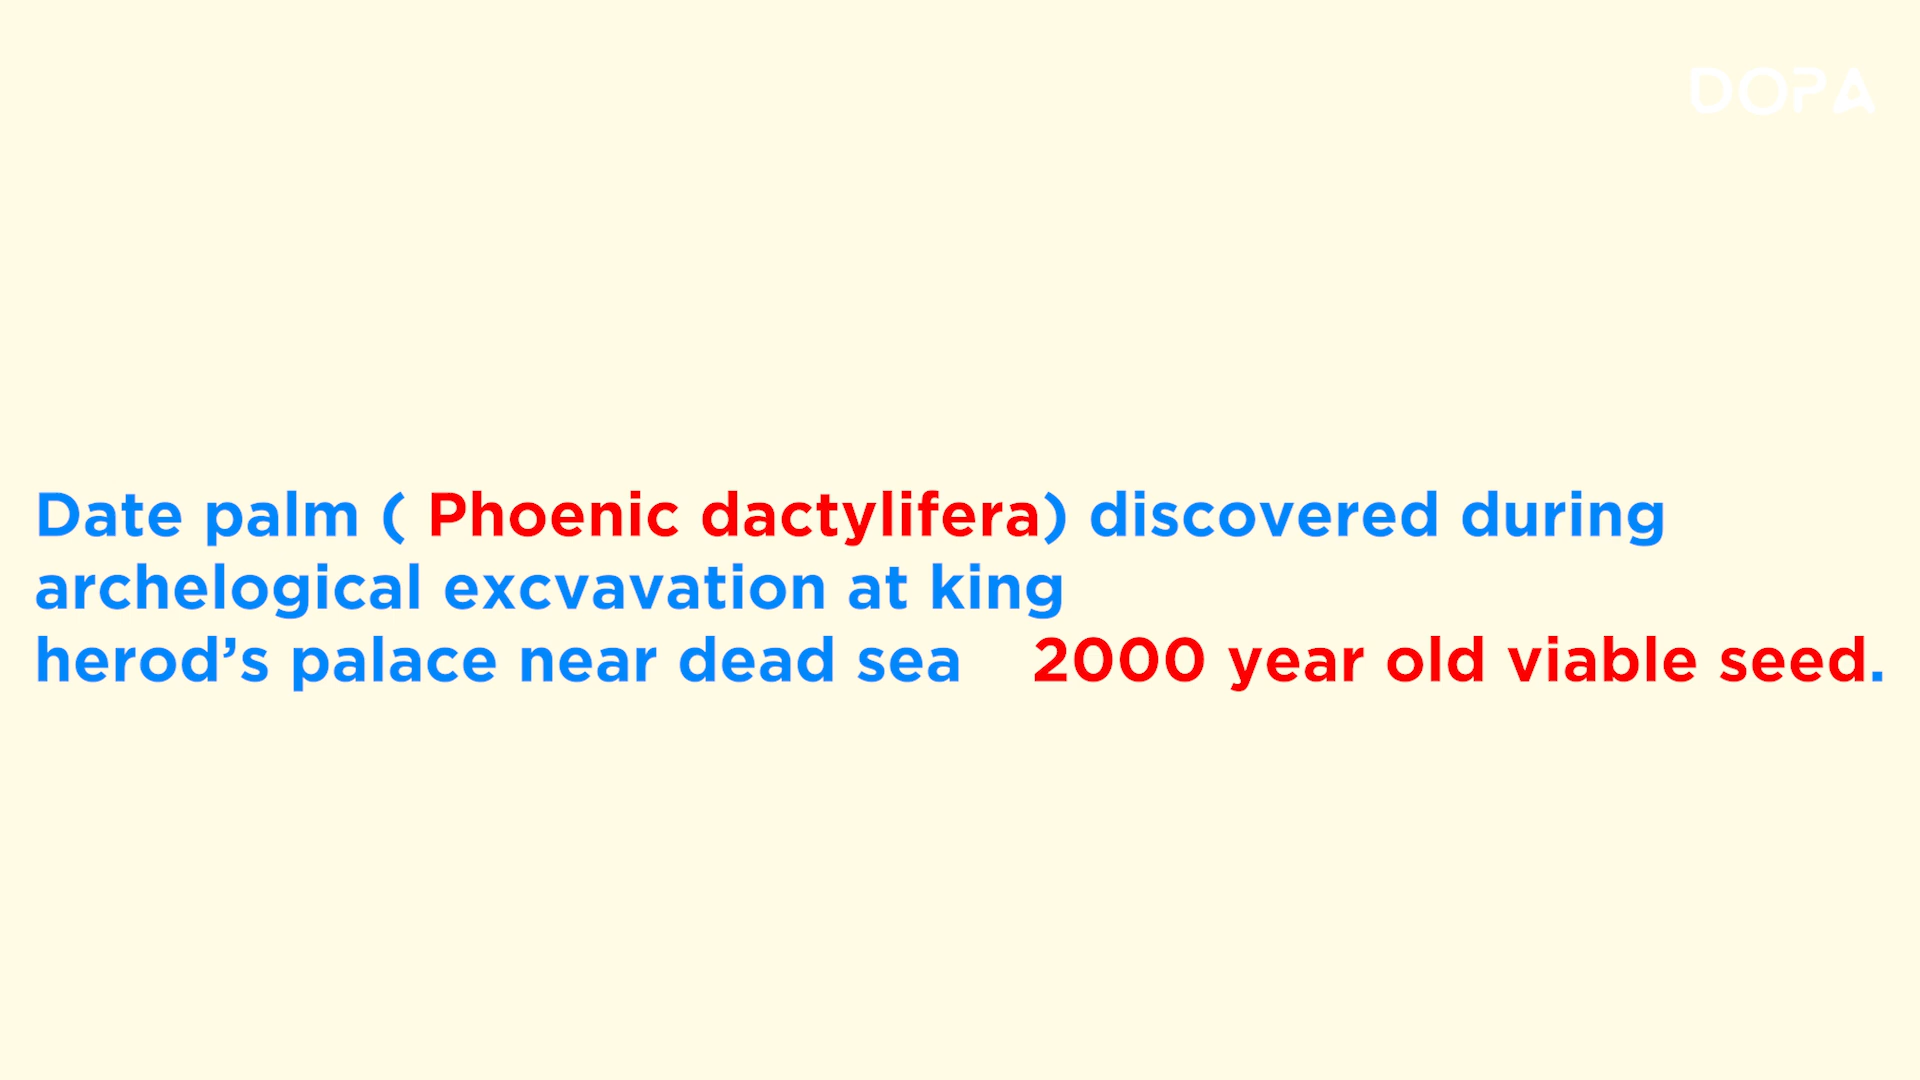 DOPA
Date palm ( Phoenic dactylifera) discovered during
archelogical excvavation at king
herod’s palace near dead sea 2000 year old viable seed.